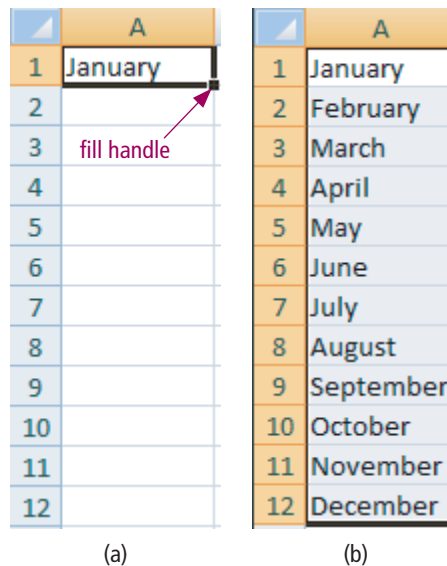 A
1 January
2
3 fill handle
4
5
6
7
8
9
10
11
12
(a)
A
1 January
2 February
3 March
4 April
5 May
6 June
7 July
8 August
9 September
10 October
11 November
12 December
(b)